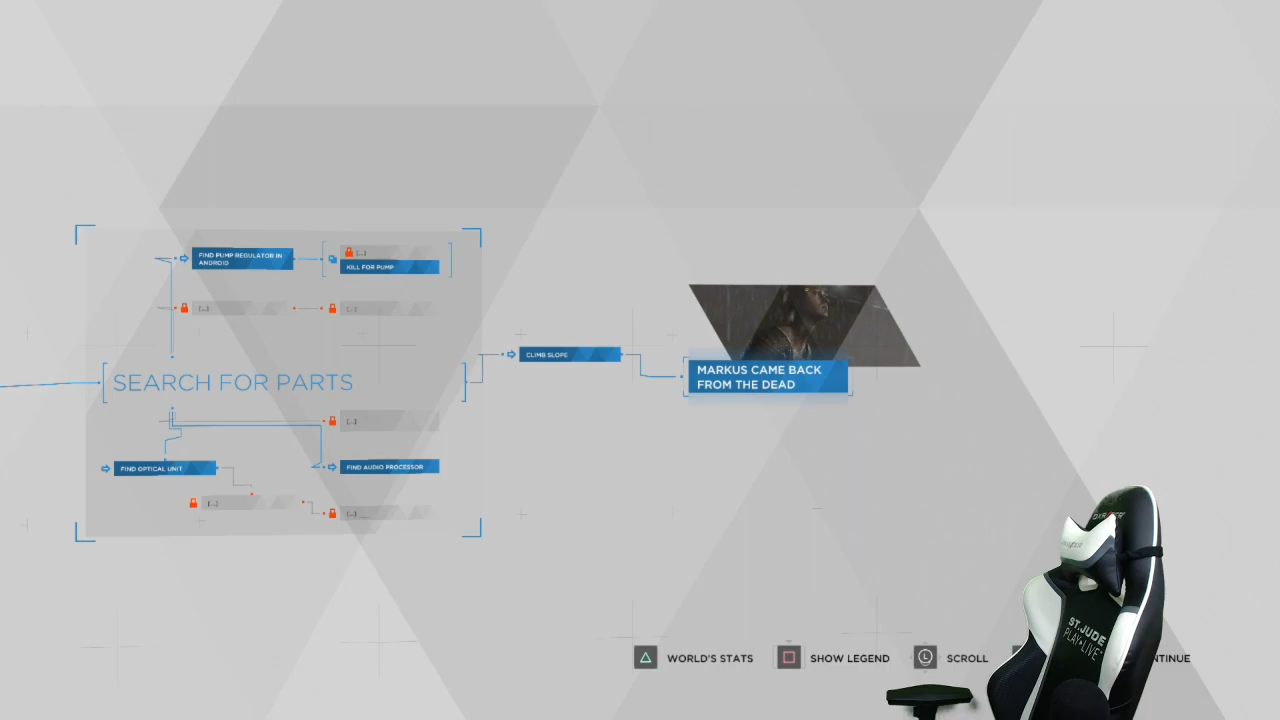 FIND PUMP REGULATOR IN
ANDROID
[...]
KILL FOR PUMP
[...]
[...]
SEARCH FOR PARTS
CLIMB SLOPE
MARKUS CAME BACK
FROM THE DEAD
[...]
FIND OPTICAL UNIT
FIND AUDIO PROCESSOR
[...]
[...]
WORLD'S STATS
SHOW LEGEND
L
SCROLL
NTINUE
ST.JUDE
PLAY LIVE